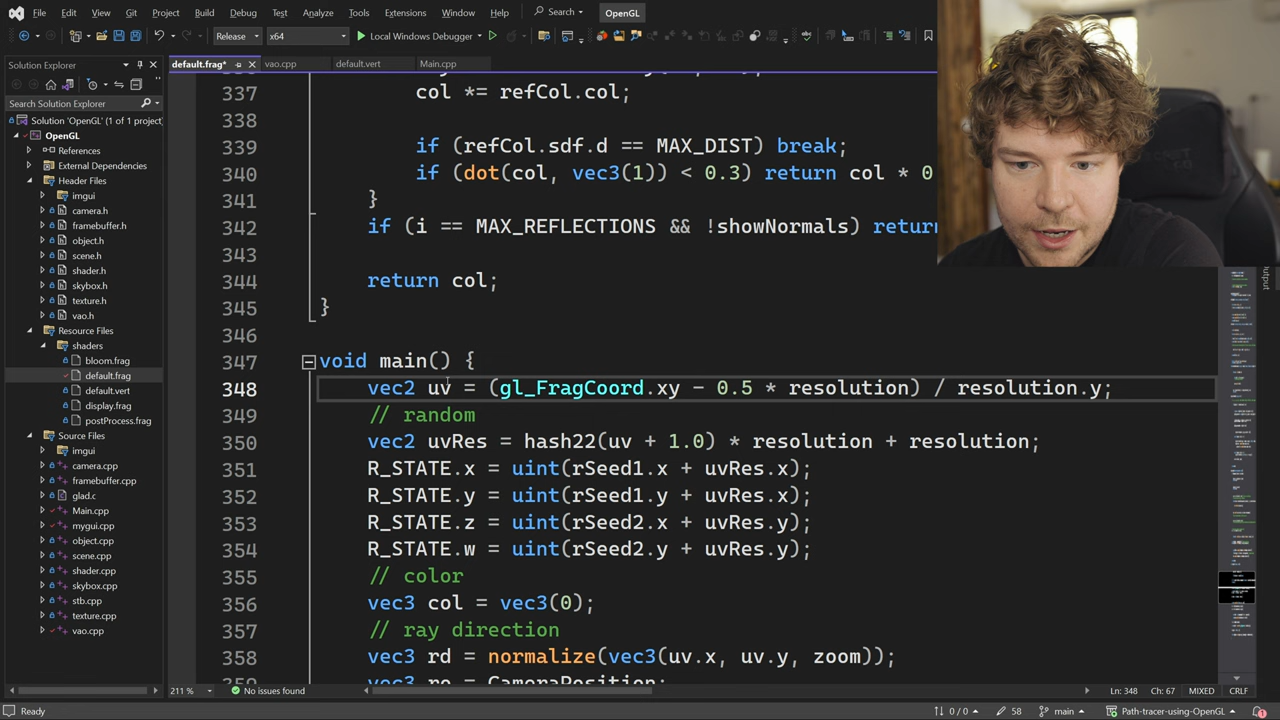 File Edit View Git Project Build Debug Test Analyze Tools Extensions Window Help Search OpenGL
Release x64 Local Windows Debugger
Solution Explorer
Search Solution Explorer
Solution 'OpenGL' (1 of 1 project)
OpenGL
References
External Dependencies
Header Files
imgui
camera.h
framebuffer.h
object.h
scene.h
shader.h
skybox.h
texture.h
vao.h
Resource Files
shaders
bloom.frag
default.frag
default.vert
display.frag
postProcess.frag
Source Files
imgui
camera.cpp
framebuffer.cpp
glad.c
Main.cpp
mygui.cpp
object.cpp
scene.cpp
shader.cpp
skybox.cpp
stb.cpp
texture.cpp
vao.cpp
default.frag* vao.cpp default.vert Main.cpp
337 col *= refCol.col;
338
339 if (refCol.sdf.d == MAX_DIST) break;
340 if (dot(col, vec3(1)) < 0.3) return col * 0
341 }
342 if (i == MAX_REFLECTIONS && !showNormals) return
343
344 return col;
345 }
346
347 void main() {
348 vec2 uv = (gl_FragCoord.xy - 0.5 * resolution) / resolution.y;
349 // random
350 vec2 uvRes = hash22(uv + 1.0) * resolution + resolution;
351 R_STATE.x = uint(rSeed1.x + uvRes.x);
352 R_STATE.y = uint(rSeed1.y + uvRes.x);
353 R_STATE.z = uint(rSeed2.x + uvRes.y);
354 R_STATE.w = uint(rSeed2.y + uvRes.y);
355 // color
356 vec3 col = vec3(0);
357 // ray direction
358 vec3 rd = normalize(vec3(uv.x, uv.y, zoom));
359 vec3 ro = CameraPosition;
Output
211 % No issues found Ln: 348 Ch: 67 MIXED CRLF
Ready 0 / 0 58 main Path-tracer-using-OpenGL 1